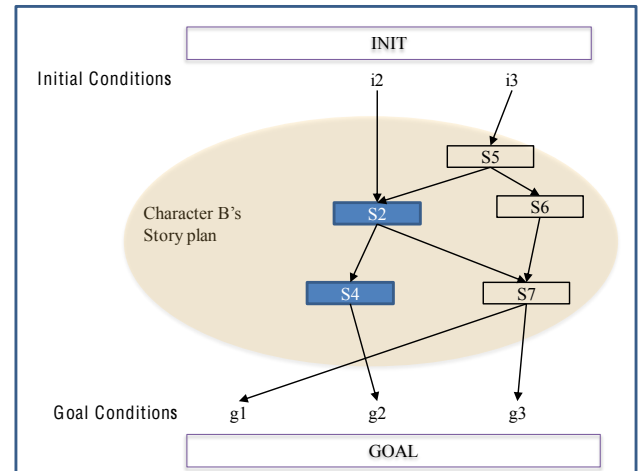 INIT
Initial Conditions
i2
i3
S5
S2
S6
Character B's
Story plan
S4
S7
Goal Conditions
g1
g2
g3
GOAL